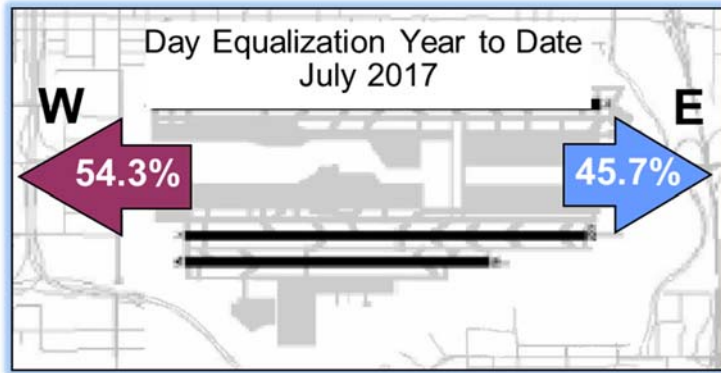 Day Equalization Year to Date
July 2017
W
E
54.3%
45.7%